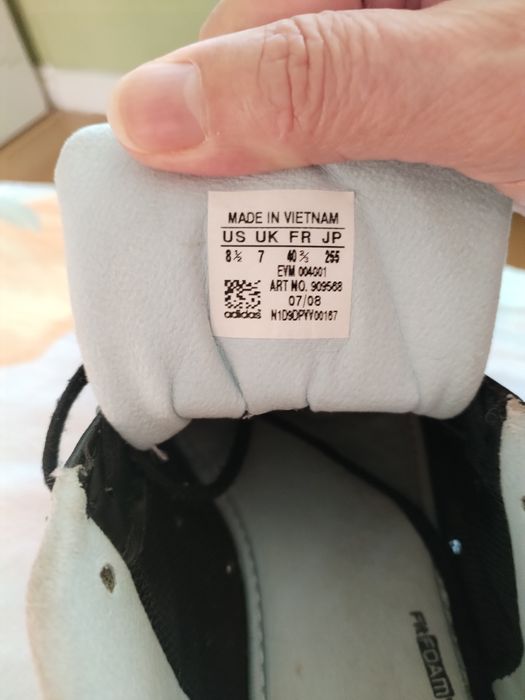 MADE IN VIETNAM
US UK FR JP
8½ 7 40⅔ 255
EVM 004001
ART NO. 909568
07/08
adidas N1D9DPYY00167
FitFOAM